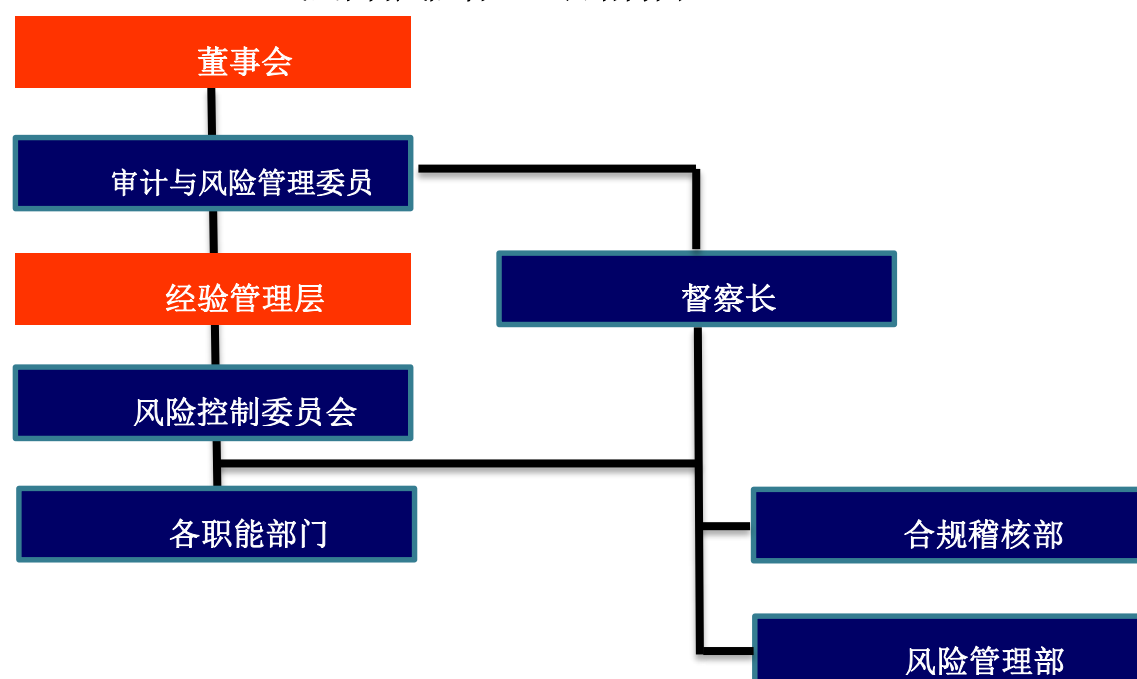 董事会
审计与风险管理委员
经验管理层
督察长
风险控制委员会
各职能部门
合规稽核部
风险管理部